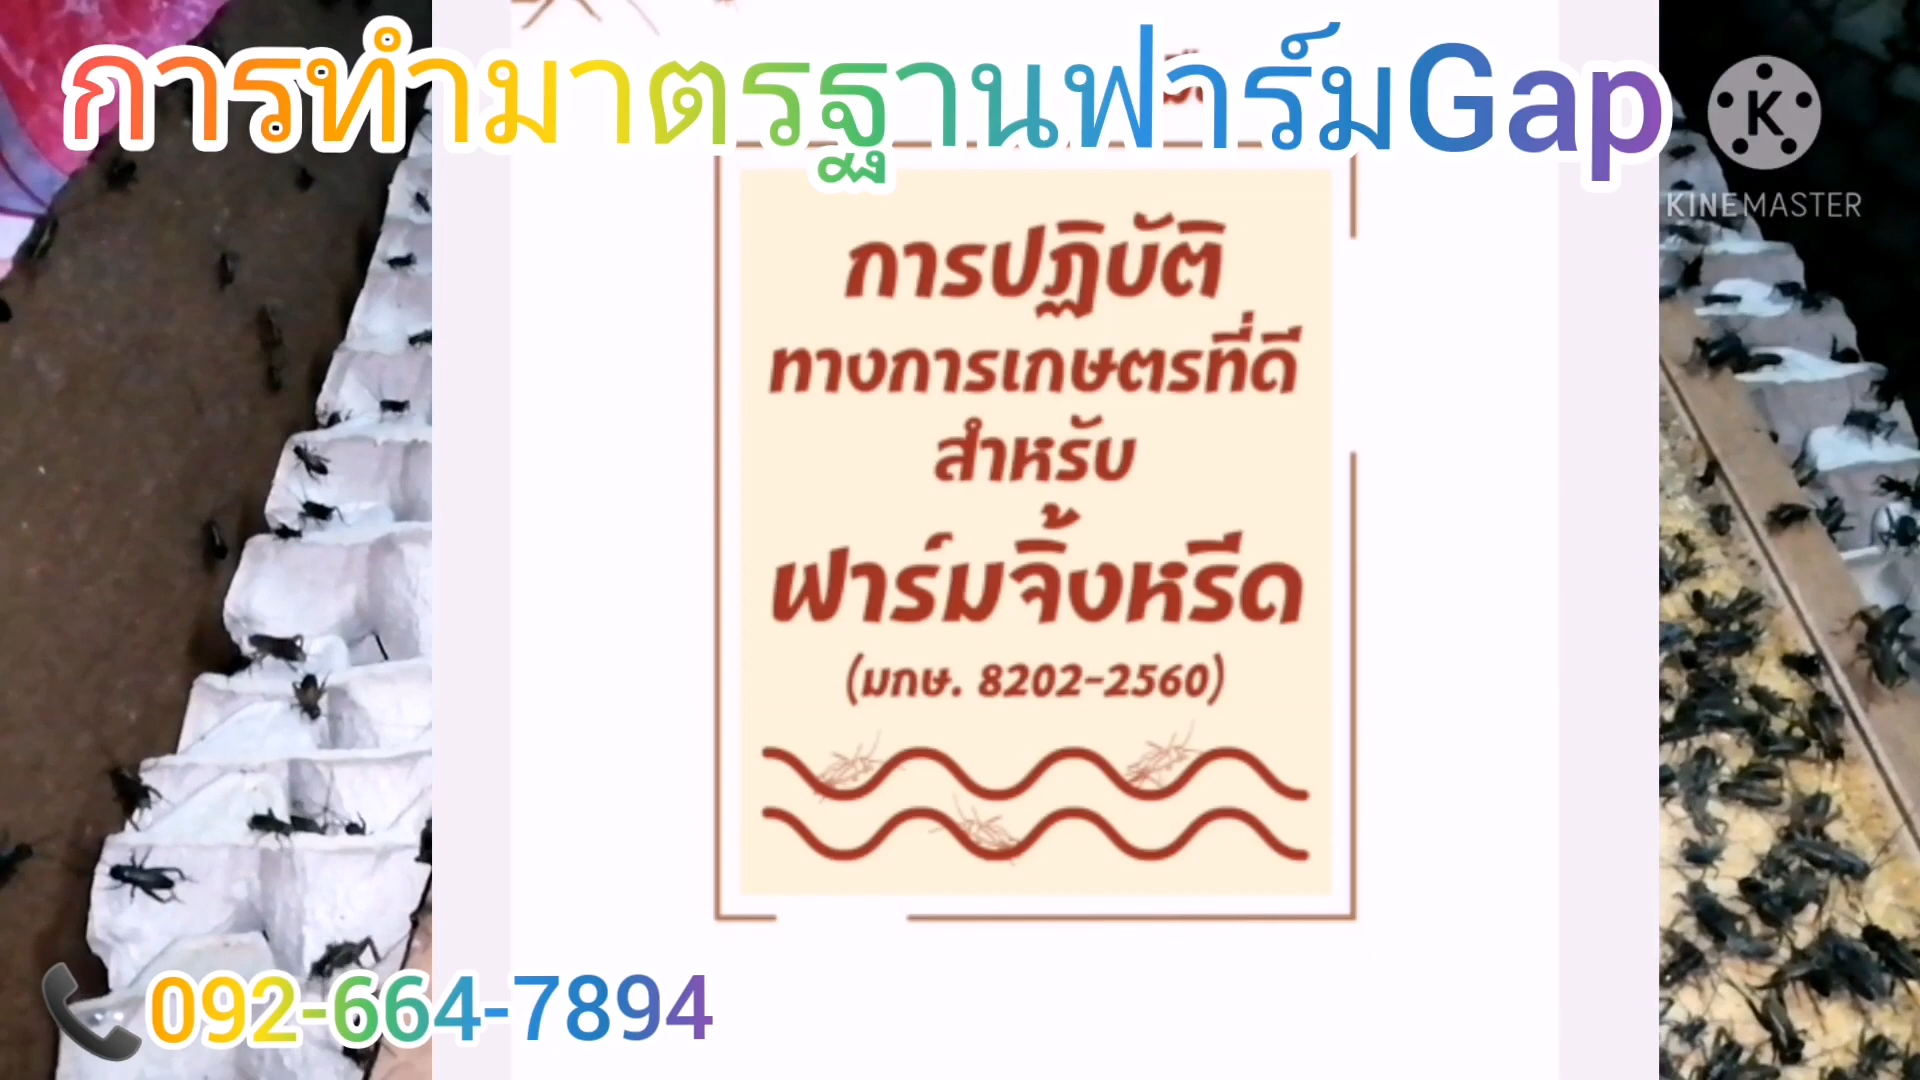 การทำมาตรฐานฟาร์มGap
KINEMASTER
การปฏิบัติ
ทางการเกษตรที่ดี
สำหรับ
ฟาร์มจิ้งหรีด
(มกษ. 8202-2560)
092-664-7894